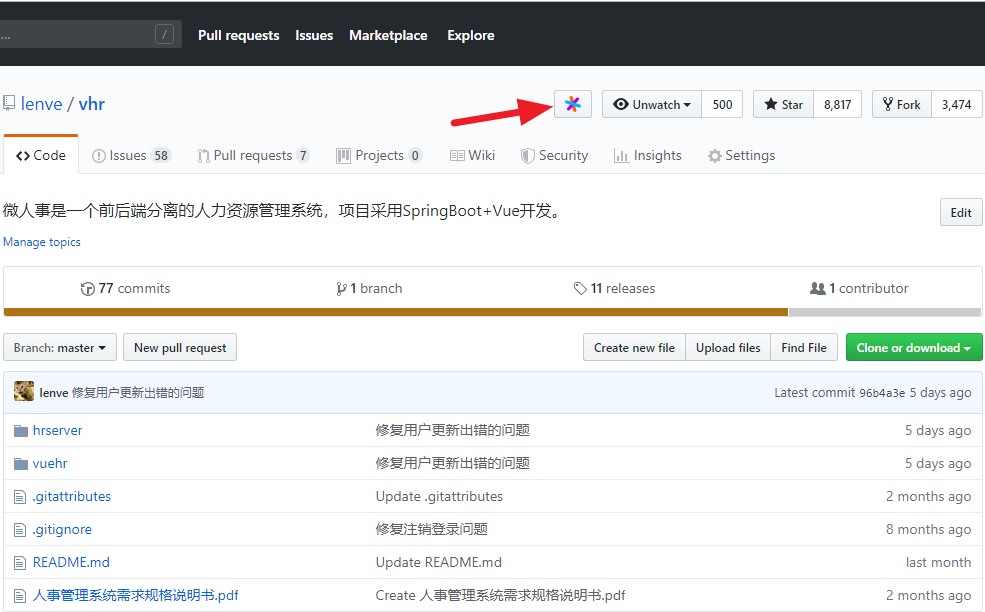 ... /
Pull requests Issues Marketplace Explore
lenve / vhr
Unwatch 500 Star 8,817 Fork 3,474
Code Issues 58 Pull requests 7 Projects 0 Wiki Security Insights Settings
微人事是一个前后端分离的人力资源管理系统，项目采用SpringBoot+Vue开发。
Edit
Manage topics
77 commits 1 branch 11 releases 1 contributor
Branch: master New pull request Create new file Upload files Find File Clone or download
lenve 修复用户更新出错的问题 Latest commit 96b4a3e 5 days ago
hrserver 修复用户更新出错的问题 5 days ago
vuehr 修复用户更新出错的问题 5 days ago
.gitattributes Update .gitattributes 2 months ago
.gitignore 修复注销登录问题 8 months ago
README.md Update README.md last month
人事管理系统需求规格说明书.pdf Create 人事管理系统需求规格说明书.pdf 2 months ago